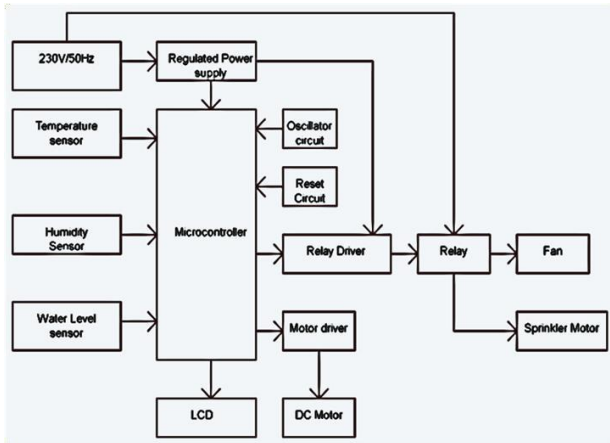 230V/50Hz
Regulated Power
supply
Temperature
sensor
Oscillator
circuit
Reset
Circuit
Humidity
Sensor
Microcontroller
Relay Driver
Relay
Fan
Water Level
sensor
Motor driver
Sprinkler Motor
LCD
DC Motor